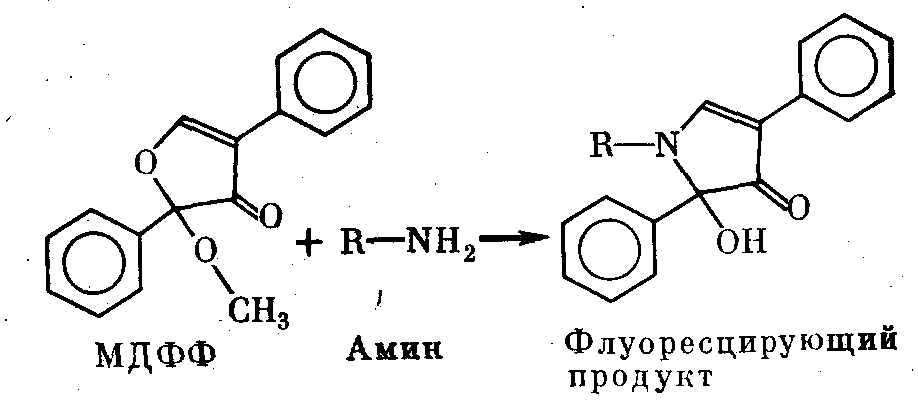 O
O
O
CH₃
+ R—NH₂
R—N
O
OH
МДФФ
Амин
Флуоресцирующий
продукт